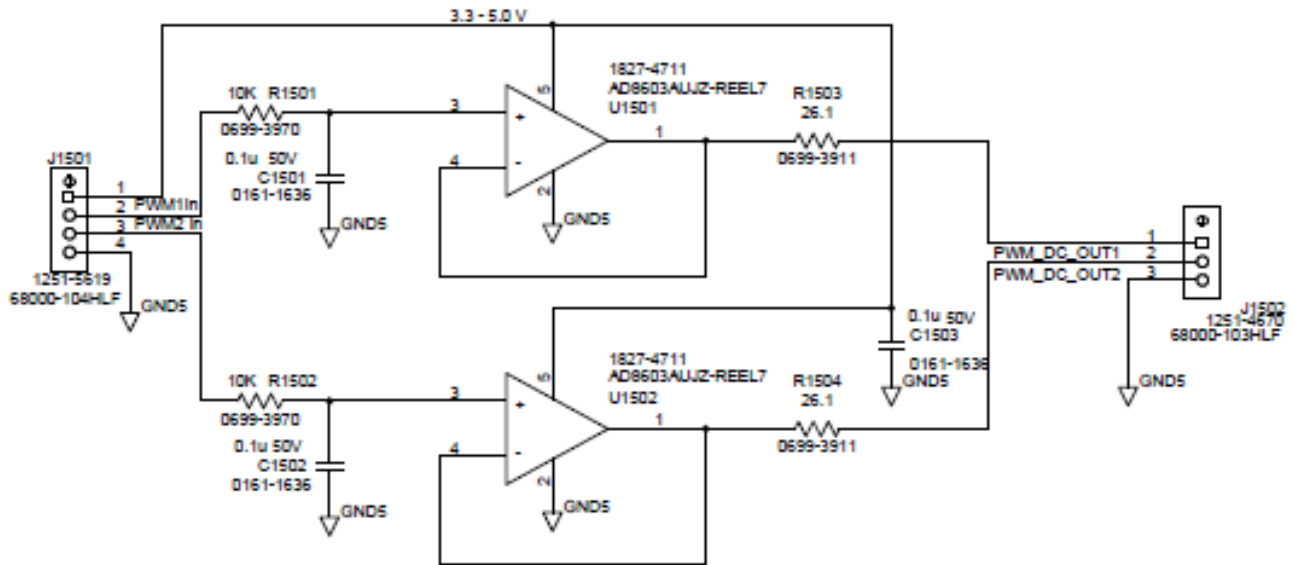 3.3 - 5.0 V
1827-4711
AD8603AUJZ-REEL7
U1501
10K R1501
0699-3970
3
5
+
-
4
2
1
R1503
26.1
0699-3911
0.1u 50V
C1501
0161-1636
GND5
GND5
J1501
1
2 PWM1In
3 PWM2 In
4
1251-5619
68000-104HLF
GND5
1
PWM_DC_OUT1 2
PWM_DC_OUT2 3
J1502
1251-4670
68000-103HLF
GND5
0.1u 50V
C1503
0161-1636
GND5
1827-4711
AD8603AUJZ-REEL7
U1502
10K R1502
0699-3970
3
5
+
-
4
2
1
R1504
26.1
0699-3911
0.1u 50V
C1502
0161-1636
GND5
GND5